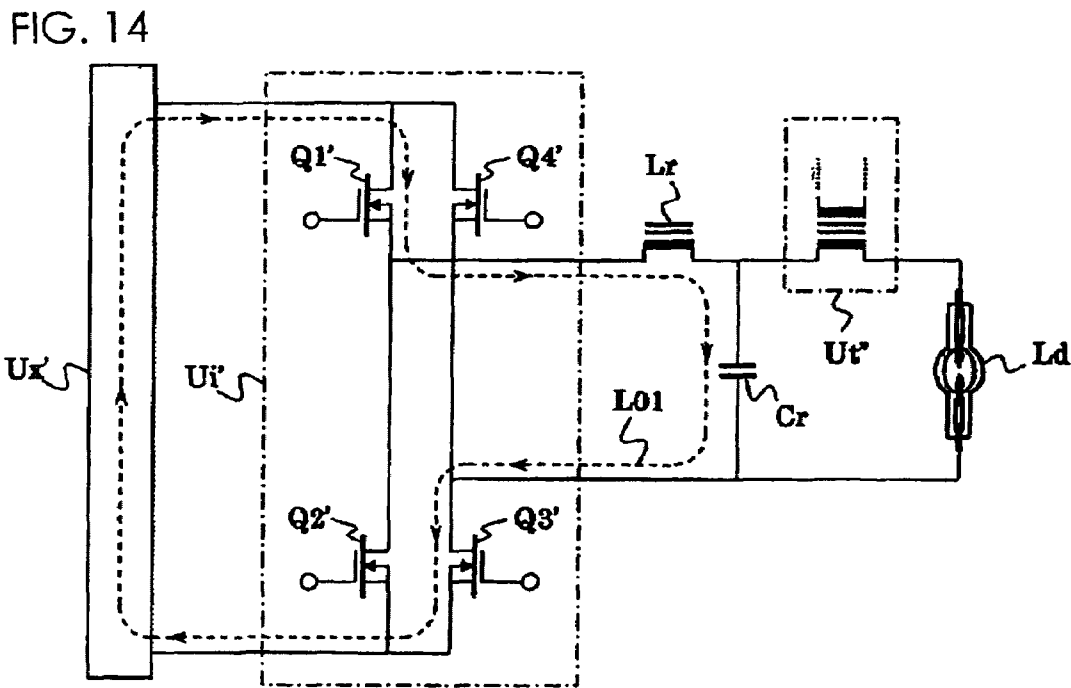 FIG. 14
Q1'
Q4'
Lr
Ux'
Ui'
Ut"
Ld
L01
Cr
Q2'
Q3'